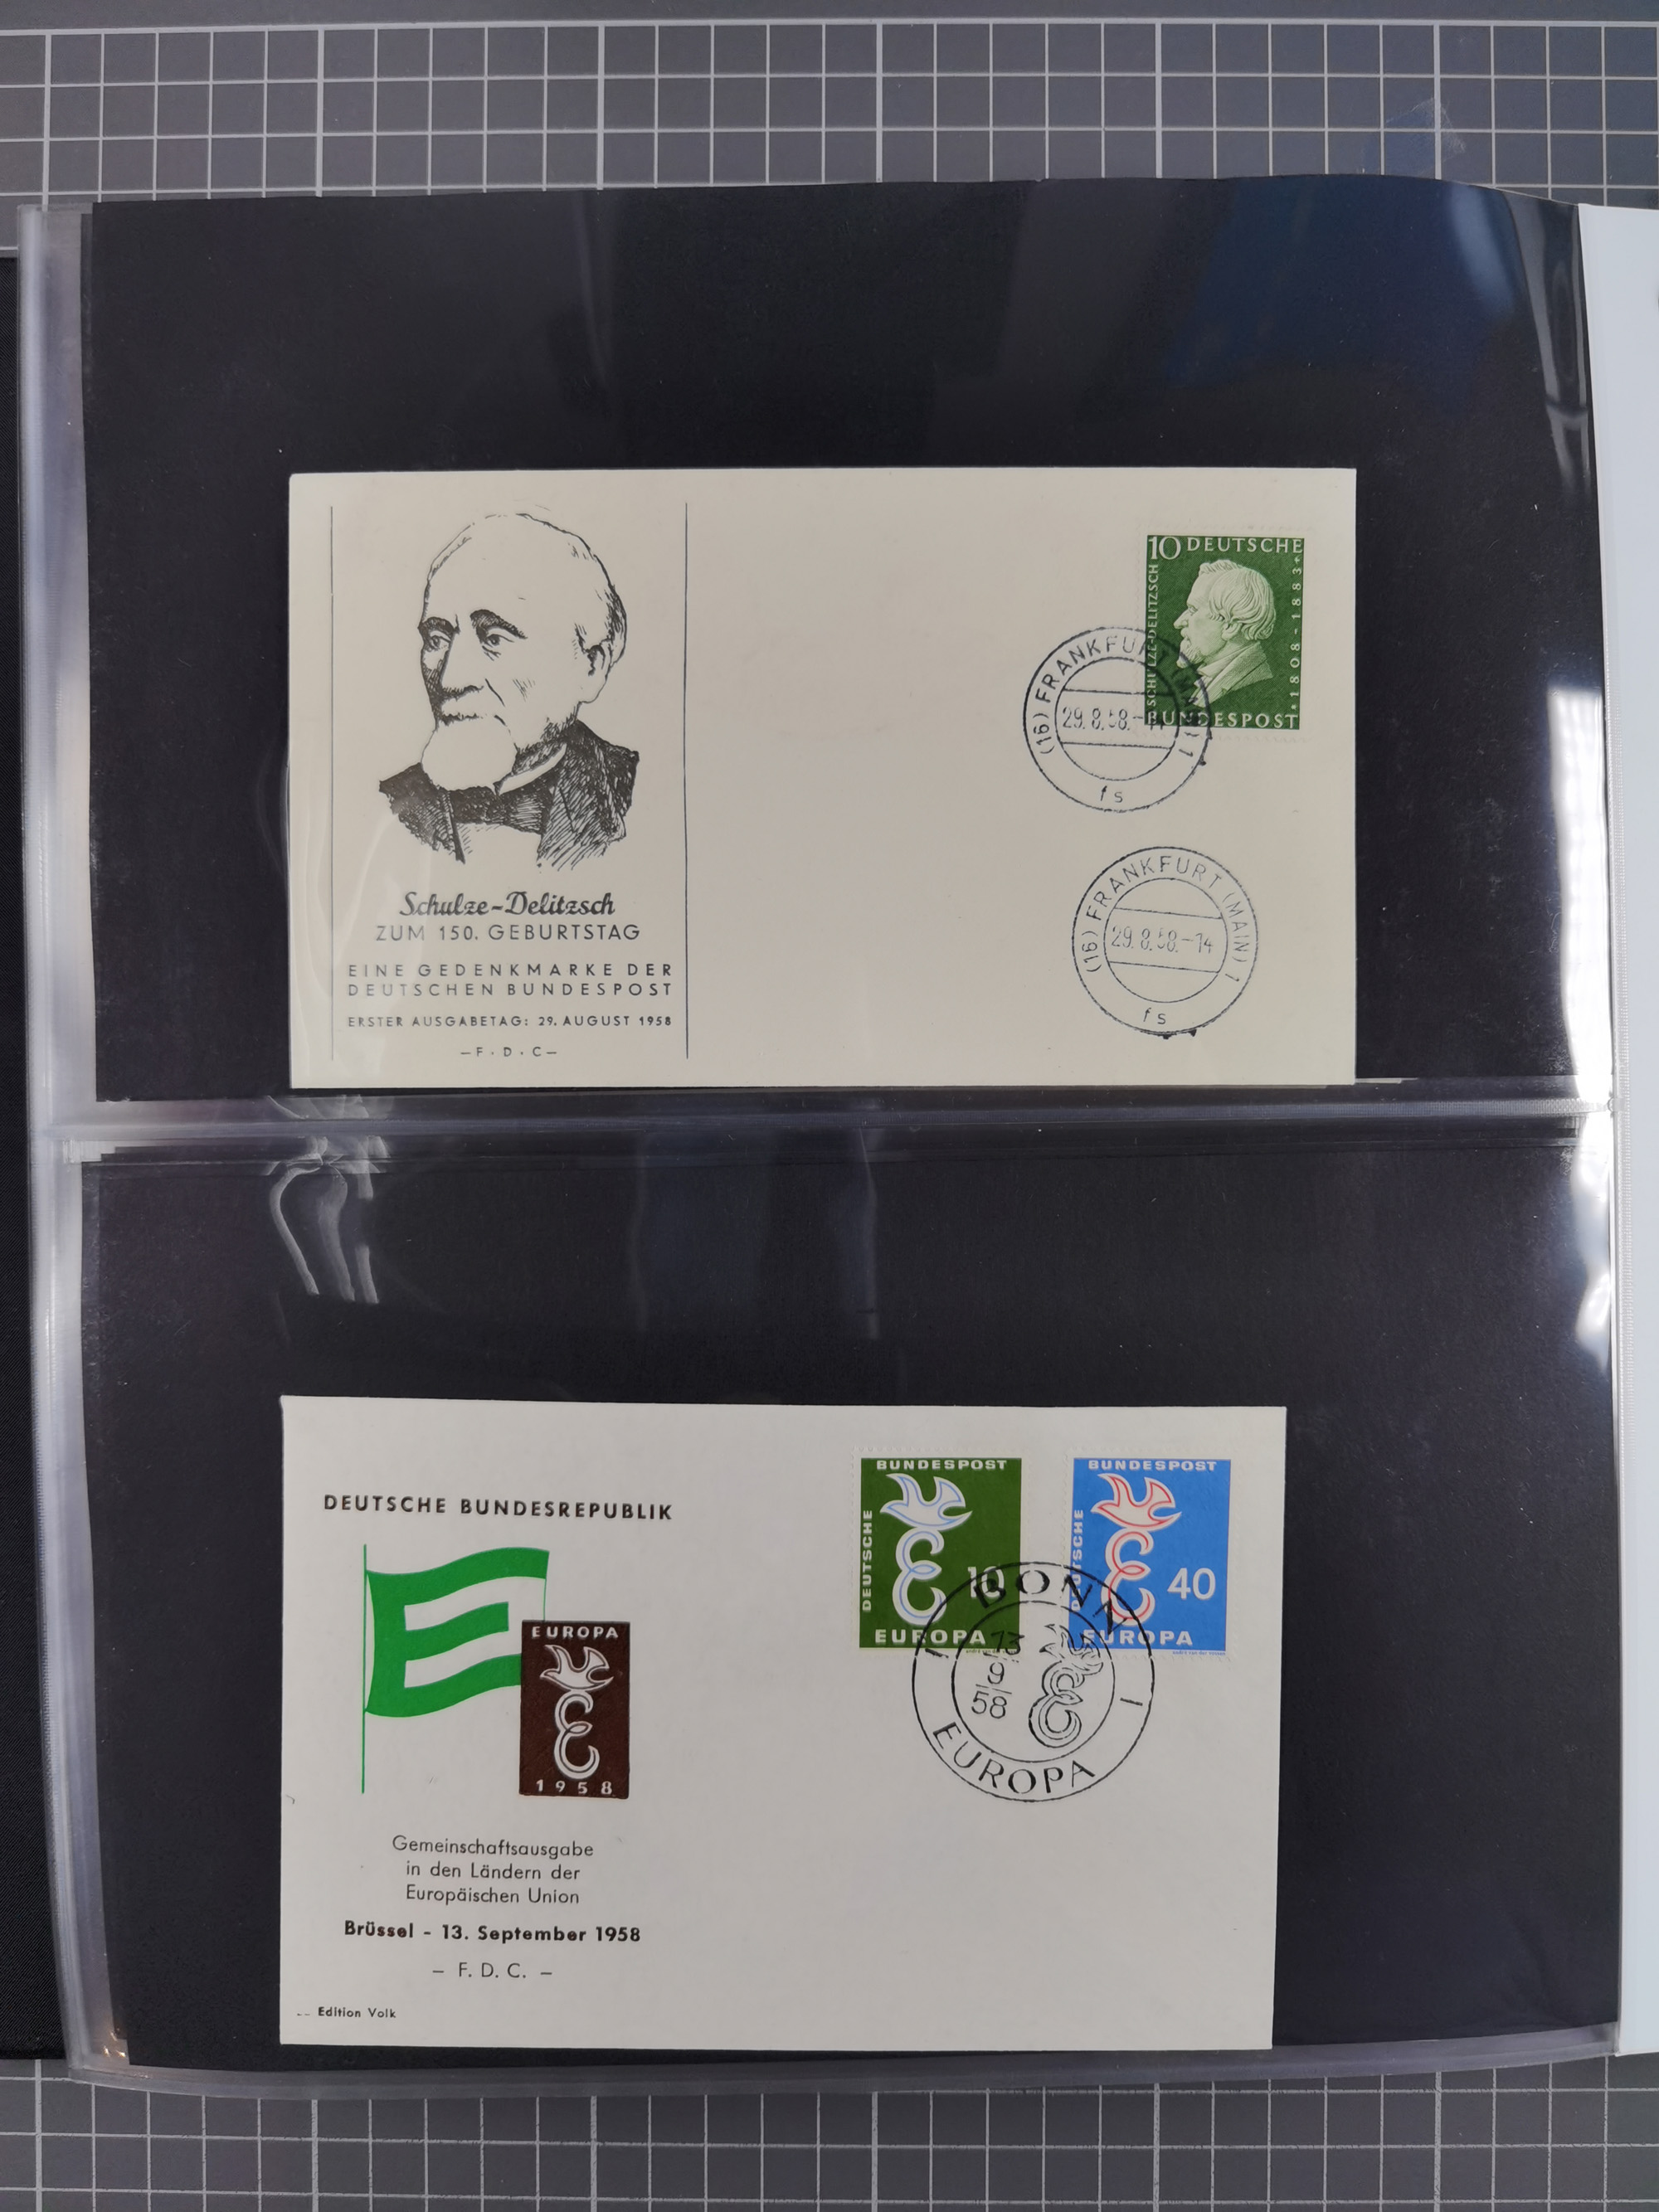 Schulze-Delitzsch
ZUM 150. GEBURTSTAG
EINE GEDENKMARKE DER
DEUTSCHEN BUNDESPOST
ERSTER AUSGABETAG: 29. AUGUST 1958
—F·D·C—
10 DEUTSCHE
SCHULZE-DELITZSCH
*1808-1883+
BUNDESPOST
(16) FRANKFURT (MAIN) 1
29.8.58.-14
fs
(16) FRANKFURT (MAIN) 1
29.8.58.-14
fs
DEUTSCHE BUNDESREPUBLIK
E
EUROPA
E
1958
Gemeinschaftsausgabe
in den Ländern der
Europäischen Union
Brüssel - 13. September 1958
- F. D. C. -
Edition Volk
BUNDESPOST
DEUTSCHE
E
10
EUROPA
BUNDESPOST
DEUTSCHE
E
40
EUROPA
1 BONN 1
13
9
58
E
EUROPA